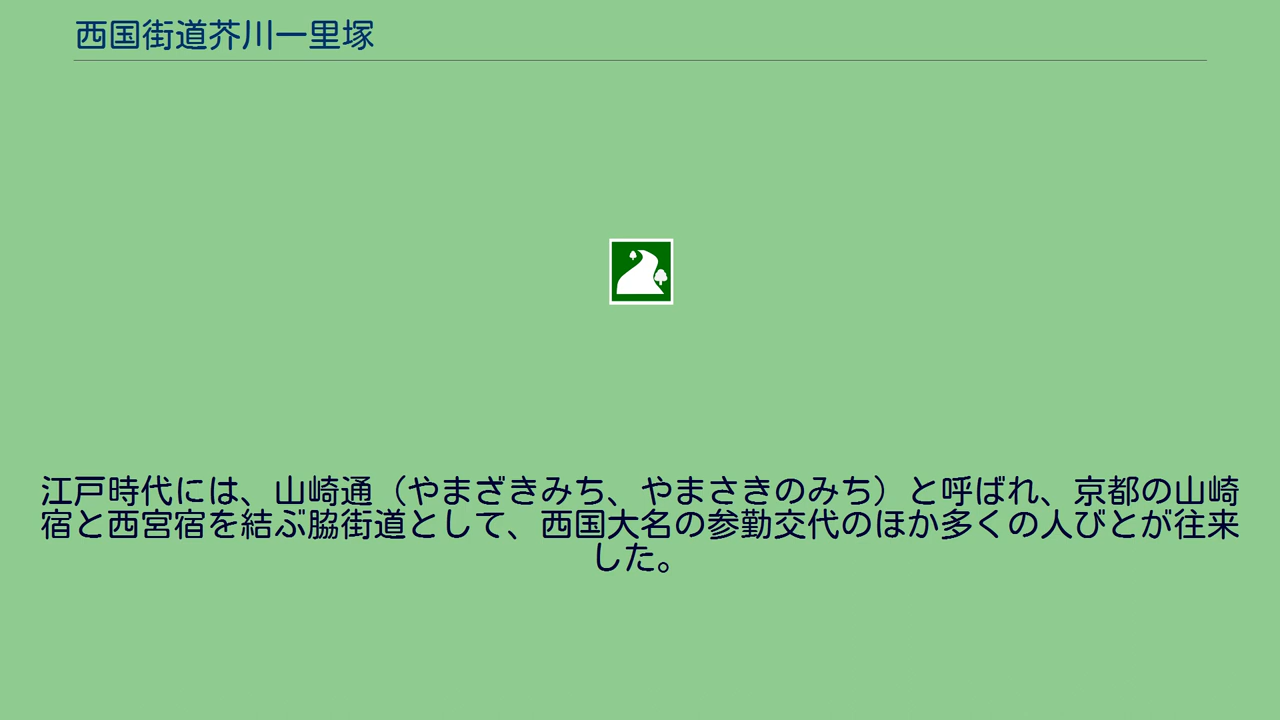 西国街道芥川一里塚
江戸時代には、山崎通（やまざきみち、やまさきのみち）と呼ばれ、京都の山崎
宿と西宮宿を結ぶ脇街道として、西国大名の参勤交代のほか多くの人びとが往来
した。